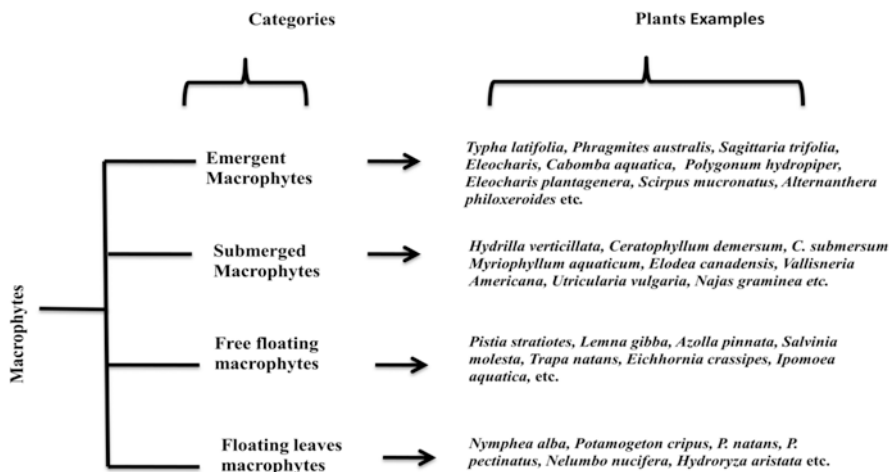 Categories
Plants Examples
Macrophytes
Emergent
Macrophytes
Typha latifolia, Phragmites australis, Sagittaria trifolia,
Eleocharis, Cabomba aquatica, Polygonum hydropiper,
Eleocharis plantagenera, Scirpus mucronatus, Alternanthera
philoxeroides etc.
Submerged
Macrophytes
Hydrilla verticillata, Ceratophyllum demersum, C. submersum
Myriophyllum aquaticum, Elodea canadensis, Vallisneria
Americana, Utricularia vulgaria, Najas graminea etc.
Free floating
macrophytes
Pistia stratiotes, Lemna gibba, Azolla pinnata, Salvinia
molesta, Trapa natans, Eichhornia crassipes, Ipomoea
aquatica, etc.
Floating leaves
macrophytes
Nymphea alba, Potamogeton cripus, P. natans, P.
pectinatus, Nelumbo nucifera, Hydroryza aristata etc.